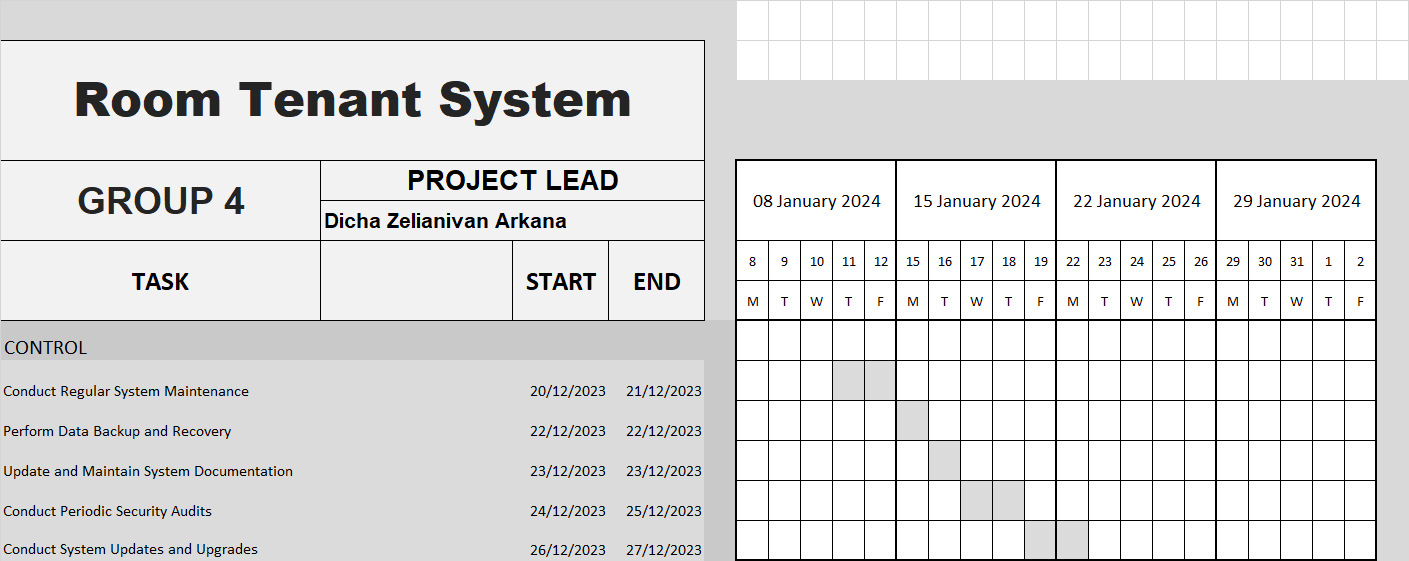 Room Tenant System
GROUP 4
PROJECT LEAD
Dicha Zelianivan Arkana
08 January 2024 15 January 2024 22 January 2024 29 January 2024
TASK START END
8 9 10 11 12 15 16 17 18 19 22 23 24 25 26 29 30 31 1 2
M T W T F M T W T F M T W T F M T W T F
CONTROL
Conduct Regular System Maintenance 20/12/2023 21/12/2023
Perform Data Backup and Recovery 22/12/2023 22/12/2023
Update and Maintain System Documentation 23/12/2023 23/12/2023
Conduct Periodic Security Audits 24/12/2023 25/12/2023
Conduct System Updates and Upgrades 26/12/2023 27/12/2023